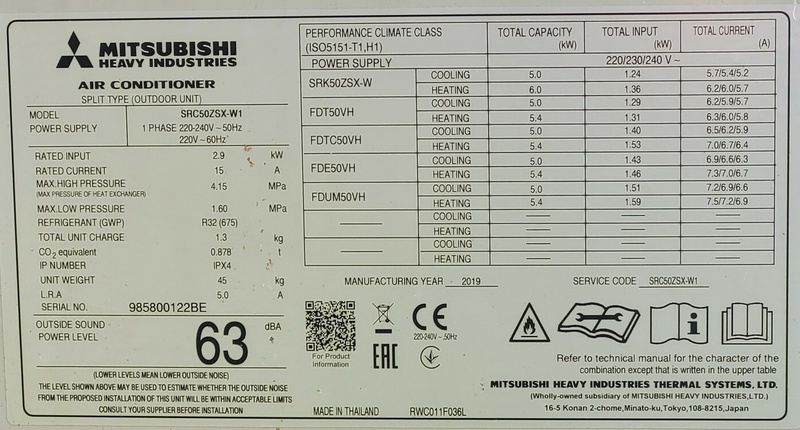 MITSUBISHI
HEAVY INDUSTRIES
AIR CONDITIONER
SPLIT TYPE (OUTDOOR UNIT)
MODEL SRC50ZSX-W1
POWER SUPPLY 1 PHASE 220-240V ~ 50Hz
220V ~ 60Hz
RATED INPUT 2.9 kW
RATED CURRENT 15 A
MAX.HIGH PRESSURE 4.15 MPa
(MAX PRESSURE OF HEAT EXCHANGER)
MAX.LOW PRESSURE 1.60 MPa
REFRIGERANT (GWP) R32 (675)
TOTAL UNIT CHARGE 1.3 kg
CO2 equivalent 0.878 t
IP NUMBER IPX4
UNIT WEIGHT 45 kg
L.R.A 5.0 A
SERIAL NO. 985800122BE
OUTSIDE SOUND
POWER LEVEL 63 dBA
(LOWER LEVELS MEAN LOWER OUTSIDE NOISE)
THE LEVEL SHOWN ABOVE MAY BE USED TO ESTIMATE WHETHER THE OUTSIDE NOISE
FROM THE PROPOSED INSTALLATION OF THIS UNIT WILL BE WITHIN ACCEPTABLE LIMITS
CONSULT YOUR SUPPLIER BEFORE INSTALLATION
PERFORMANCE CLIMATE CLASS TOTAL CAPACITY TOTAL INPUT TOTAL CURRENT
(ISO5151-T1,H1) (kW) (kW) (A)
POWER SUPPLY 220/230/240 V ~
SRK50ZSX-W COOLING 5.0 1.24 5.7/5.4/5.2
HEATING 6.0 1.36 6.2/6.0/5.7
FDT50VH COOLING 5.0 1.29 6.2/5.9/5.7
HEATING 5.4 1.31 6.3/6.0/5.8
FDTC50VH COOLING 5.0 1.40 6.5/6.2/5.9
HEATING 5.4 1.53 7.0/6.7/6.4
FDE50VH COOLING 5.0 1.43 6.9/6.6/6.3
HEATING 5.4 1.46 7.3/7.0/6.7
FDUM50VH COOLING 5.0 1.51 7.2/6.9/6.6
HEATING 5.4 1.59 7.5/7.2/6.9
—— COOLING —— —— ——
HEATING —— —— ——
—— COOLING —— —— ——
HEATING —— —— ——
MANUFACTURING YEAR 2019 SERVICE CODE SRC50ZSX-W1
For Product
information
CE
220-240V ~ ,50Hz
EAC
Refer to technical manual for the character of the
combination except that is written in the upper table
MITSUBISHI HEAVY INDUSTRIES THERMAL SYSTEMS, LTD.
(Wholly-owned subsidiary of MITSUBISHI HEAVY INDUSTRIES,LTD.)
16-5 Konan 2-chome,Minato-ku,Tokyo,108-8215,Japan
MADE IN THAILAND RWC011F036L